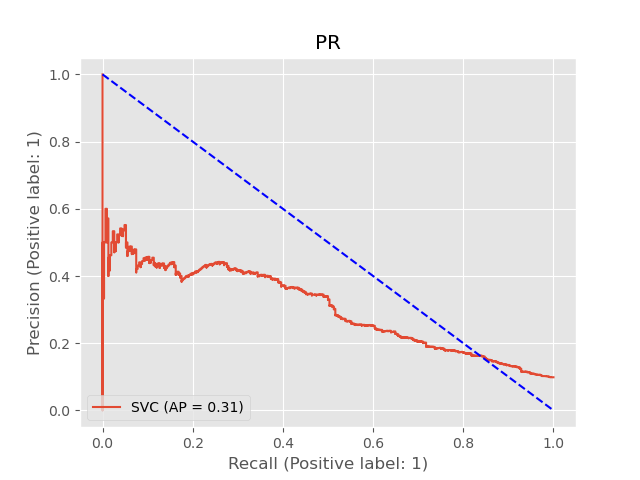 PR
Precision (Positive label: 1)
1.0
0.8
0.6
0.4
0.2
0.0
SVC (AP = 0.31)
0.0 0.2 0.4 0.6 0.8 1.0
Recall (Positive label: 1)